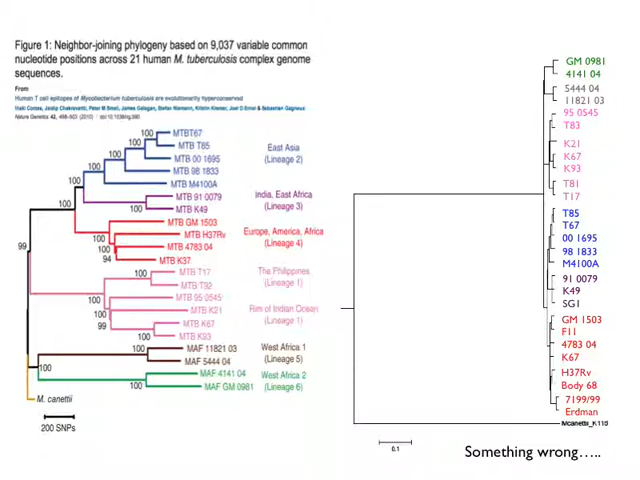 Figure 1: Neighbor-joining phylogeny based on 9,037 variable common
nucleotide positions across 21 human M. tuberculosis complex genome
sequences.
From
Human T cell epitopes of Mycobacterium tuberculosis are evolutionarily hyperconserved
Nature Genetics 42, 498–503 (2010)
100
MTBT67
100
MTB T85
100
MTB 00 1695
100
MTB 98 1833
100
MTB M4100A
East Asia
(Lineage 2)
100
MTB 91 0079
100
MTB K49
India, East Africa
(Lineage 3)
100
MTB GM 1503
MTB H37Rv
100
MTB 4783 04
94
MTB K37
Europe, America, Africa
(Lineage 4)
99
100
MTB T17
MTB T92
The Philippines
(Lineage 1)
100
MTB 95 0545
100
MTB K21
99
MTB K67
100
MTB K93
Rim of Indian Ocean
(Lineage 1)
100
MAF 11821 03
100
MAF 5444 04
West Africa 1
(Lineage 5)
100
MAF 4141 04
100
MAF GM 0981
West Africa 2
(Lineage 6)
M. canettii
200 SNPs
GM 0981
4141 04
5444 04
11821 03
95 0545
T83
K21
K67
K93
T81
T17
T85
T67
00 1695
98 1833
M4100A
91 0079
K49
SG1
GM 1503
F11
4783 04
K67
H37Rv
Body 68
7199/99
Erdman
Mcanetti_K116
0.1
Something wrong.....